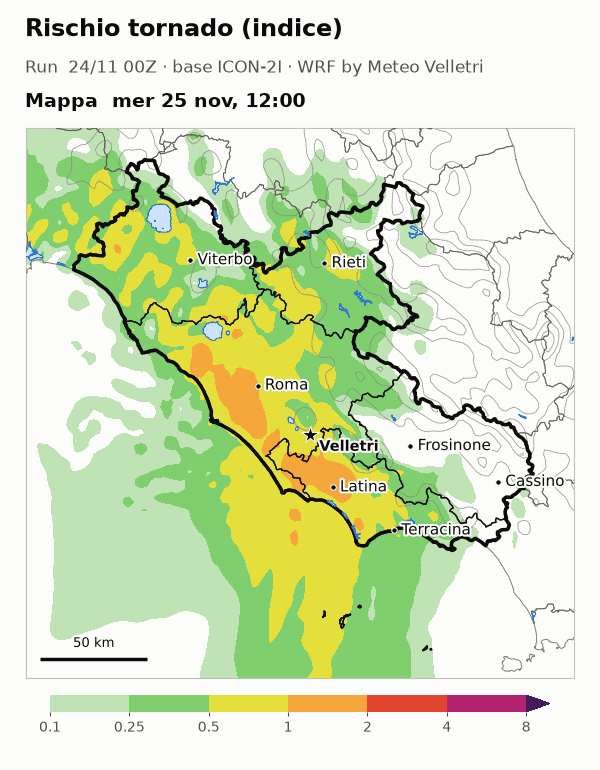 Rischio tornado (indice)
Run  24/11 00Z · base ICON-2I · WRF by Meteo Velletri
Mappa  mer 25 nov, 12:00
Viterbo
Rieti
Roma
Velletri
Frosinone
Latina
Cassino
Terracina
50 km
0.1 0.25 0.5 1 2 4 8